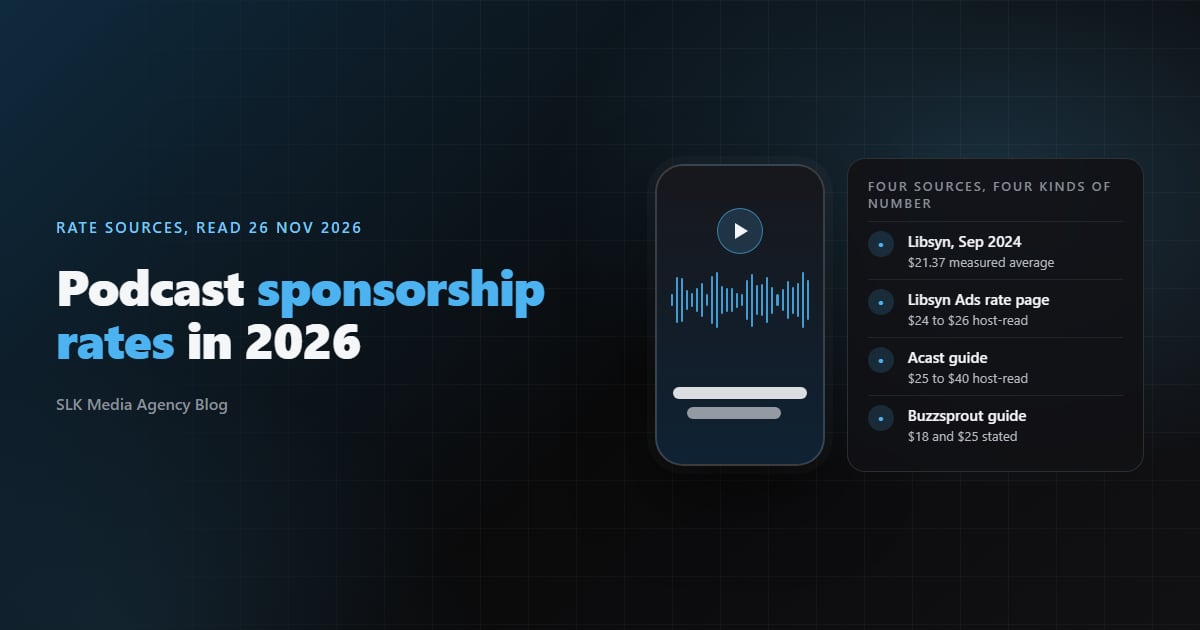 RATE SOURCES, READ 26 NOV 2026
Podcast sponsorship
rates in 2026
SLK Media Agency Blog
FOUR SOURCES, FOUR KINDS OF
NUMBER
Libsyn, Sep 2024
$21.37 measured average
Libsyn Ads rate page
$24 to $26 host-read
Acast guide
$25 to $40 host-read
Buzzsprout guide
$18 and $25 stated